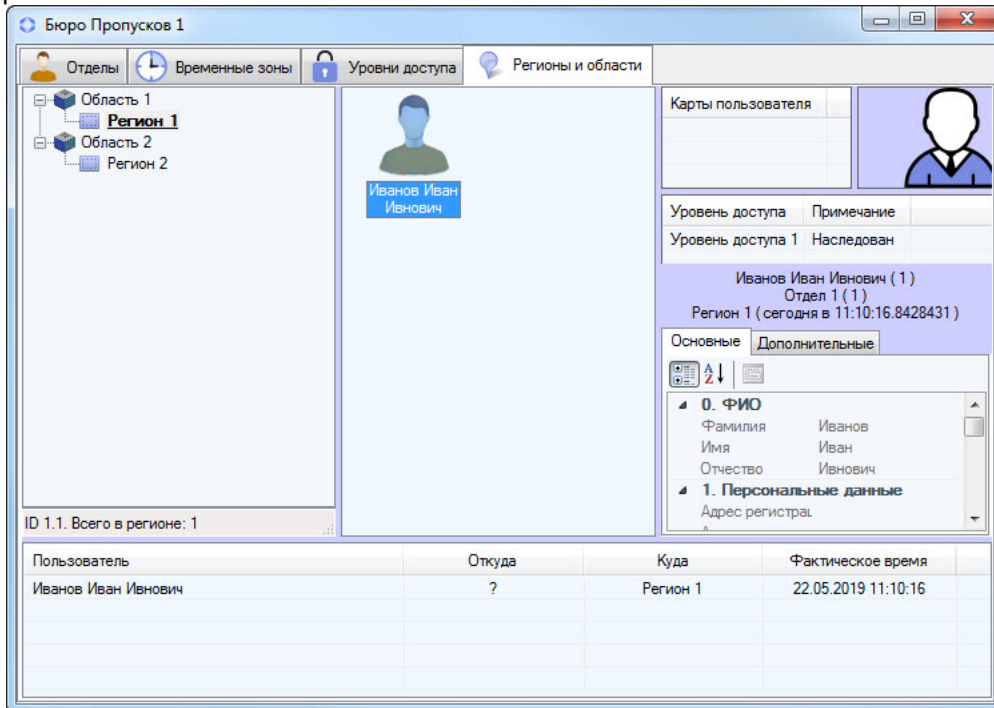 Бюро Пропусков 1
Отделы Временные зоны Уровни доступа Регионы и области
Область 1
Регион 1
Область 2
Регион 2
ID 1.1. Всего в регионе: 1
Иванов Иван
Ивнович
Карты пользователя
Уровень доступа Примечание
Уровень доступа 1 Наследован
Иванов Иван Ивнович ( 1 )
Отдел 1 ( 1 )
Регион 1 ( сегодня в 11:10:16.8428431 )
Основные Дополнительные
0. ФИО
Фамилия Иванов
Имя Иван
Отчество Ивнович
1. Персональные данные
Адрес регистрац
Пользователь Откуда Куда Фактическое время
Иванов Иван Ивнович ? Регион 1 22.05.2019 11:10:16